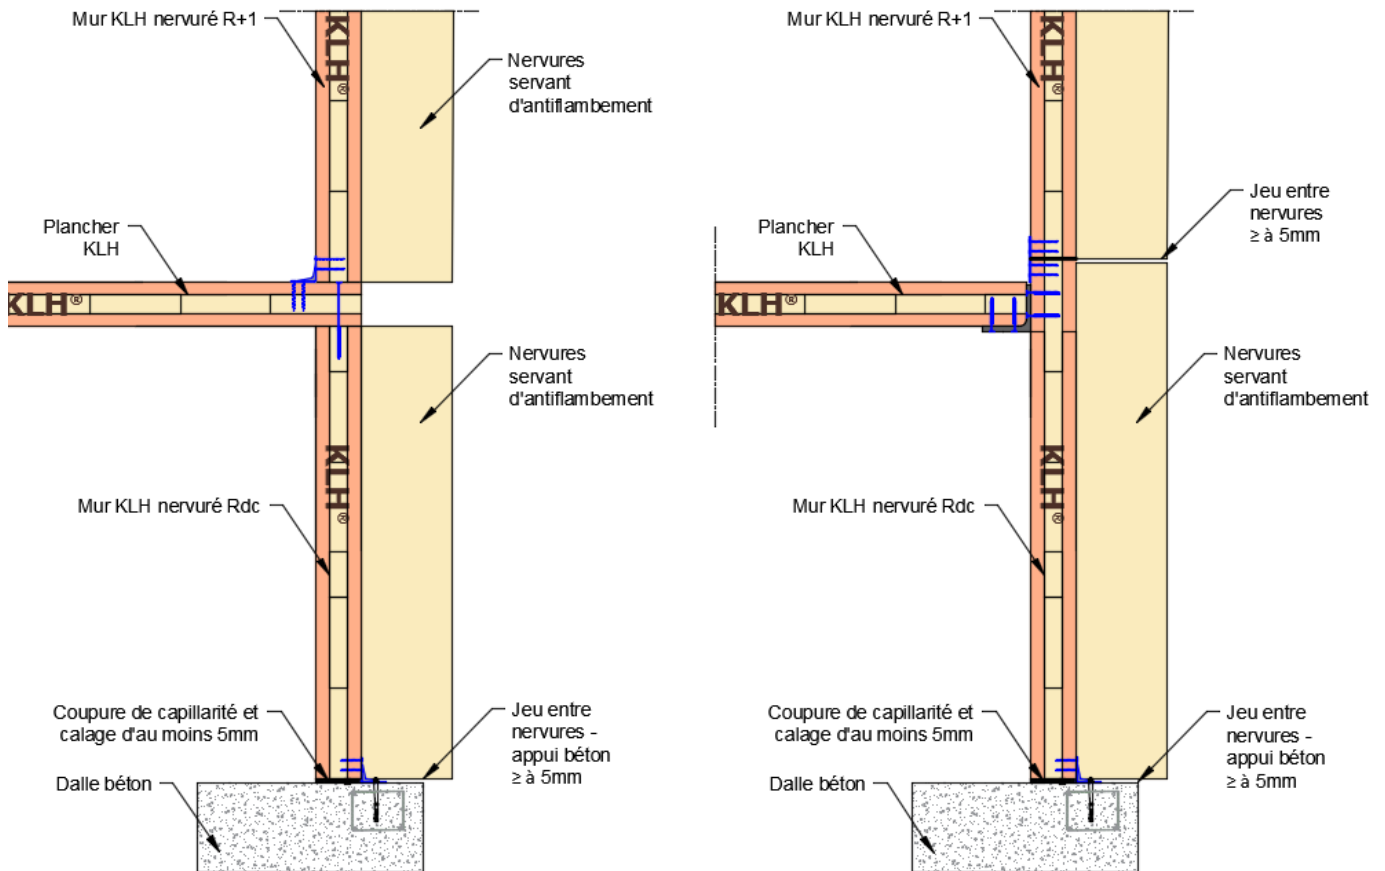 Mur KLH nervuré R+1
KLH®
Nervures
servant
d'antiflambement
Plancher
KLH
KLH®
Nervures
servant
d'antiflambement
KLH®
Mur KLH nervuré Rdc
Coupure de capillarité et
calage d'au moins 5mm
Jeu entre
nervures -
appui béton
≥ à 5mm
Dalle béton
Mur KLH nervuré R+1
KLH®
Jeu entre
nervures
≥ à 5mm
Plancher
KLH
KLH®
Nervures
servant
d'antiflambement
KLH®
Mur KLH nervuré Rdc
Coupure de capillarité et
calage d'au moins 5mm
Jeu entre
nervures -
appui béton
≥ à 5mm
Dalle béton